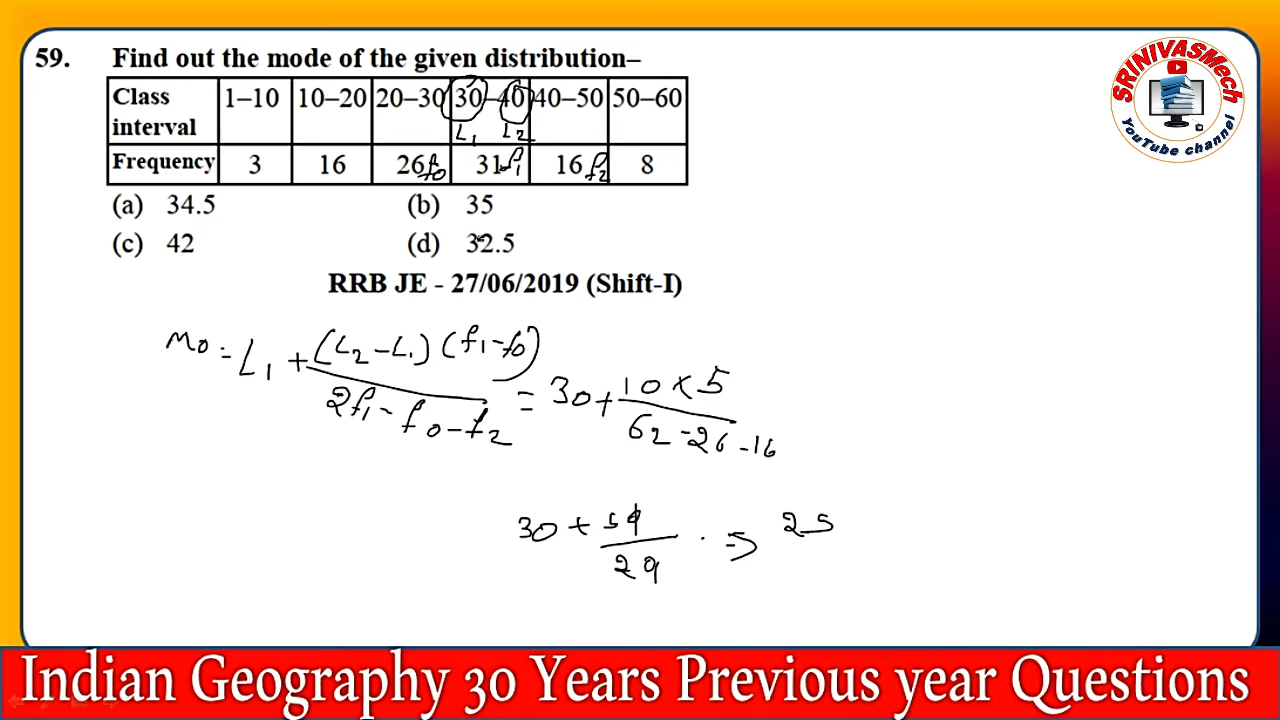 59. Find out the mode of the given distribution–
Class interval 1–10 10–20 20–30 30–40 40–50 50–60
L1 L2
Frequency 3 16 26 f0 31 f1 16 f2 8
(a) 34.5 (b) 35
(c) 42 (d) 32.5
RRB JE - 27/06/2019 (Shift-I)
Mo = L1 + (L2 - L1) (f1 - f0) / 2f1 - f0 - f2 = 30 + 10 × 5 / 62 - 26 - 16
30 + 5 / 2 ⇒ 25
SRINIVASMech
YouTube channel
Indian Geography 30 Years Previous year Questions